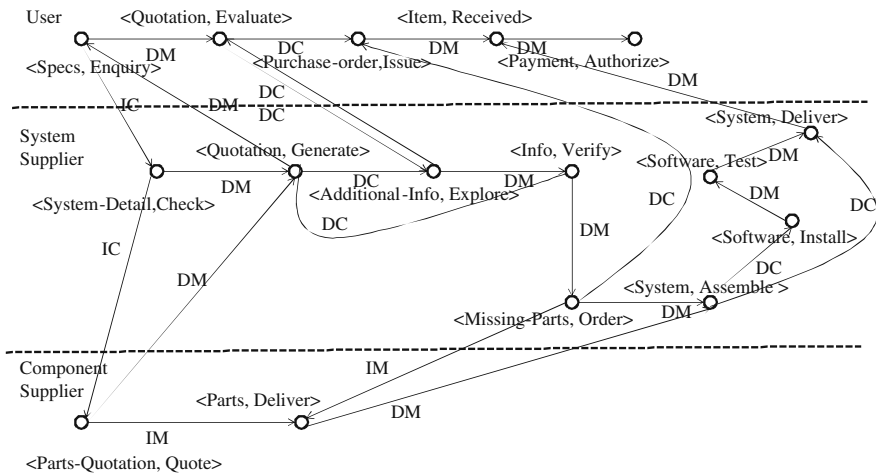 User
<Quotation, Evaluate>
<Item, Received>
DM
DC
DM
DM
<Specs, Enquiry>
<Purchase-order,Issue>
<Payment, Authorize>
DM
IC
DM
DC
DC
<System, Deliver>
System
Supplier
<Quotation, Generate>
<Info, Verify>
<Software, Test>
DM
DM
DC
DM
DM
<System-Detail,Check>
<Additional-Info, Explore>
DC
DC
DC
DM
<Software, Install>
IC
DM
DC
<System, Assemble >
<Missing-Parts, Order>
DM
Component
Supplier
IM
<Parts, Deliver>
DM
IM
<Parts-Quotation, Quote>